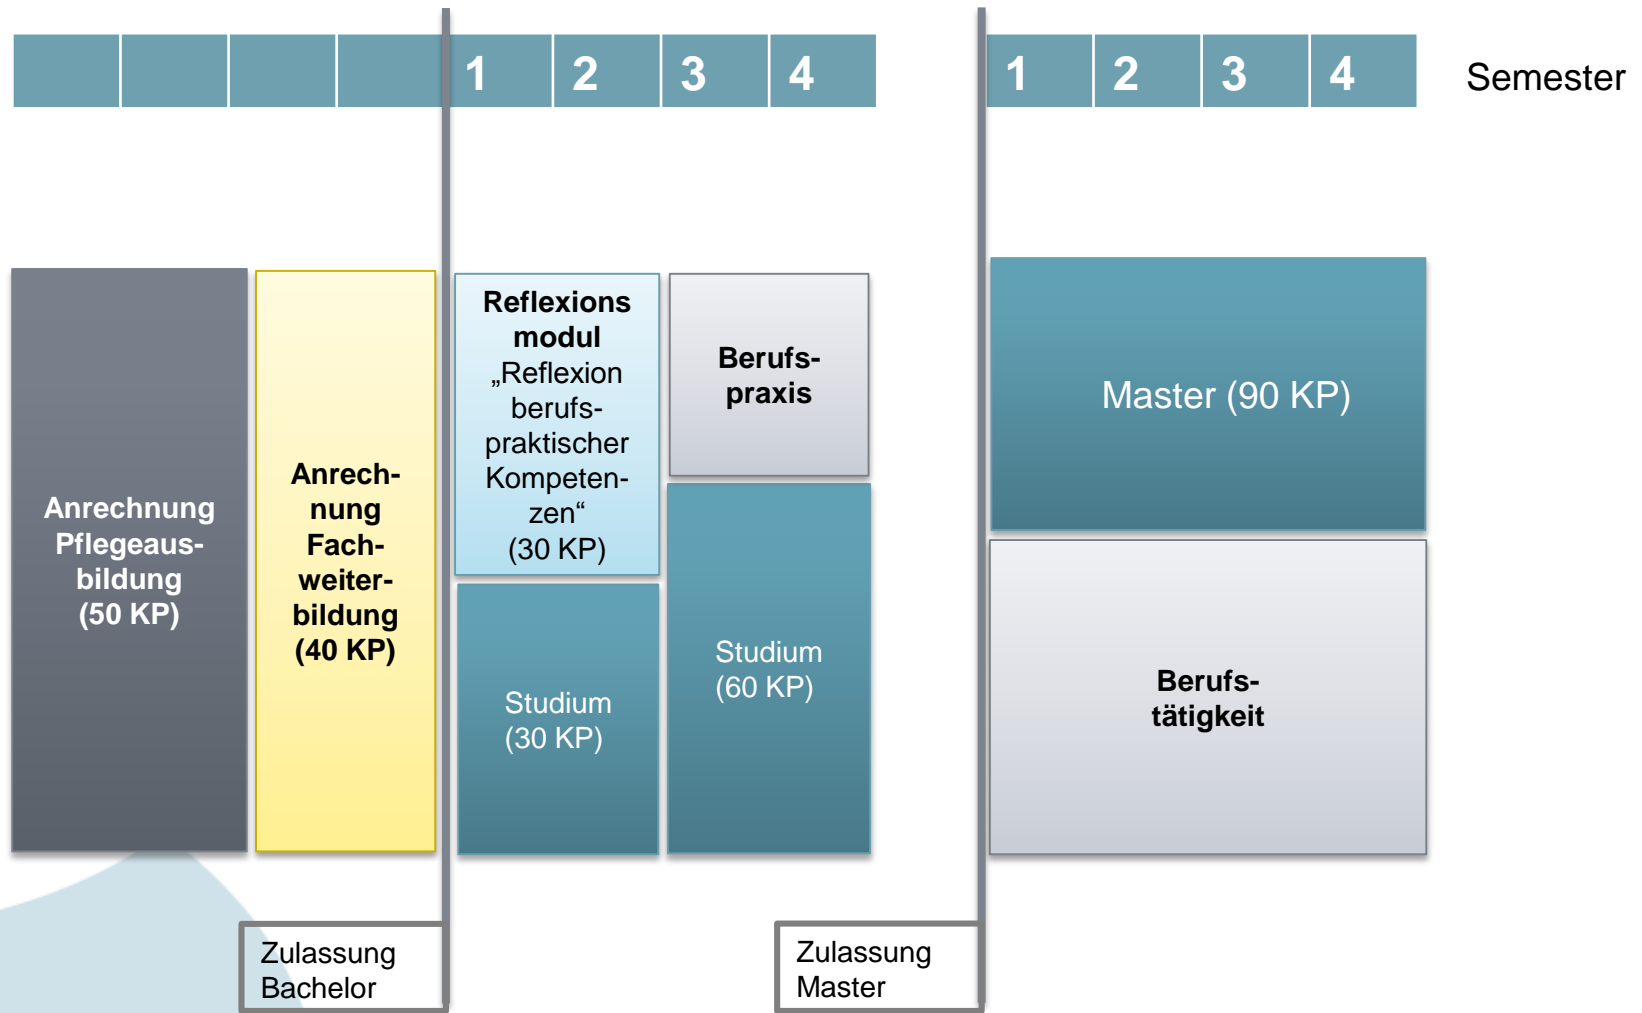 1 2 3 4 1 2 3 4 Semester
Anrechnung
Pflegeaus-
bildung
(50 KP)
Anrech-
nung
Fach-
weiter-
bildung
(40 KP)
Reflexions
modul
„Reflexion
berufs-
praktischer
Kompeten-
zen“
(30 KP)
Studium
(30 KP)
Berufs-
praxis
Studium
(60 KP)
Master (90 KP)
Berufs-
tätigkeit
Zulassung
Bachelor
Zulassung
Master